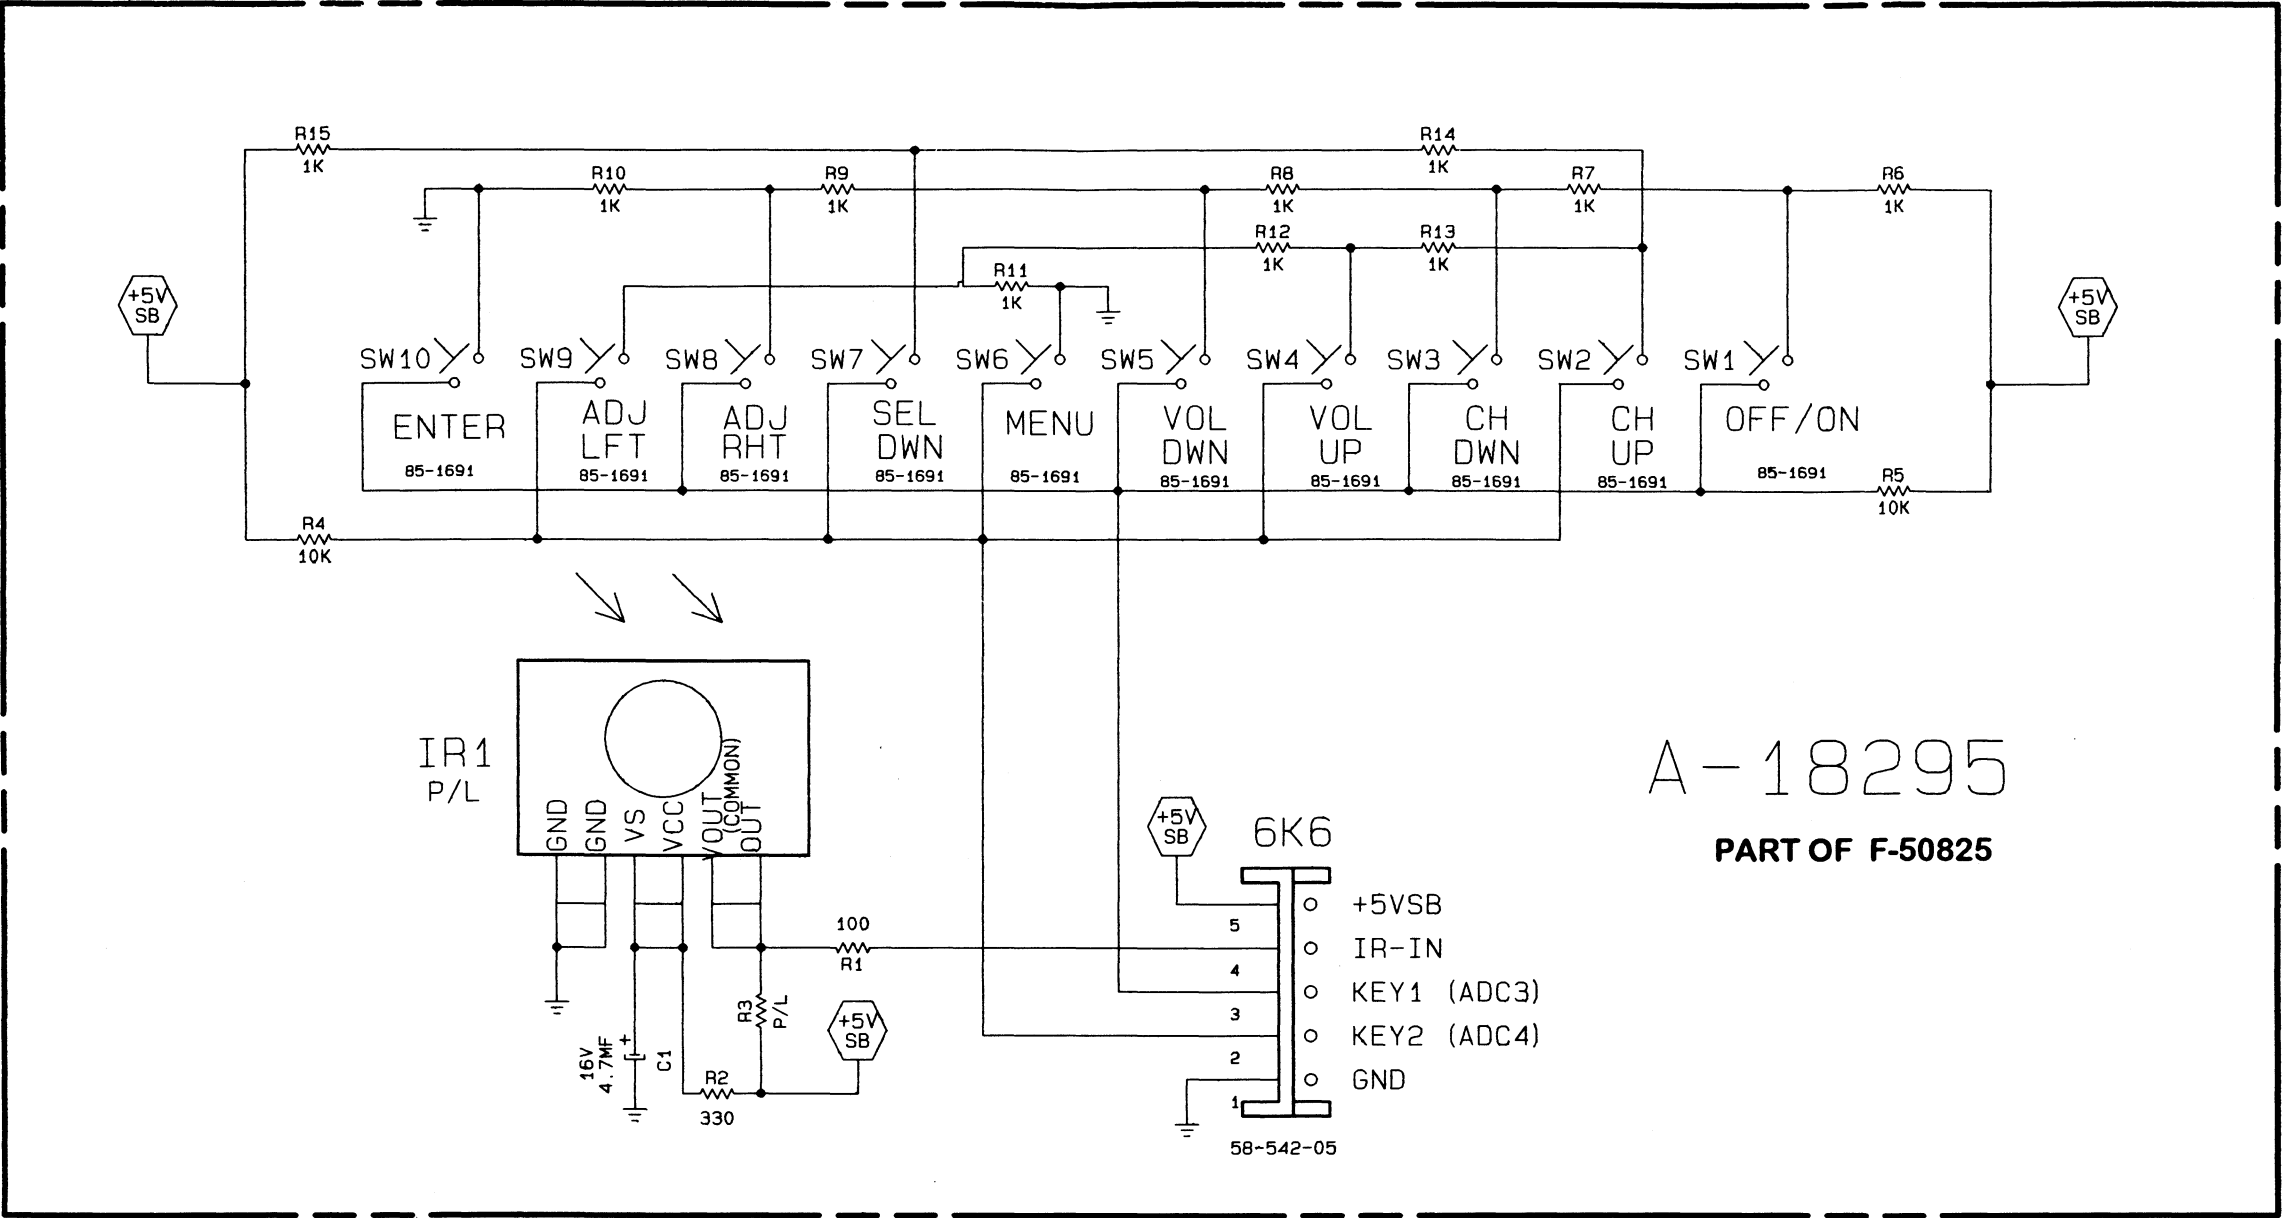 R15
1K
R14
1K
R10
1K
R9
1K
R8
1K
R7
1K
R6
1K
R12
1K
R13
1K
R11
1K
+5V
SB
+5V
SB
SW10
SW9
SW8
SW7
SW6
SW5
SW4
SW3
SW2
SW1
ENTER
85-1691
ADJ
LFT
85-1691
ADJ
RHT
85-1691
SEL
DWN
85-1691
MENU
85-1691
VOL
DWN
85-1691
VOL
UP
85-1691
CH
DWN
85-1691
CH
UP
85-1691
OFF/ON
85-1691
R5
10K
R4
10K
IR1
P/L
GND
GND
VS
VCC
VOUT
(COMMON)
OUT
100
R1
R3
P/L
+5V
SB
16V
4.7MF
+
C1
R2
330
+5V
SB
6K6
5
+5VSB
4
IR-IN
3
KEY1 (ADC3)
2
KEY2 (ADC4)
1
GND
58-542-05
A-18295
PART OF F-50825